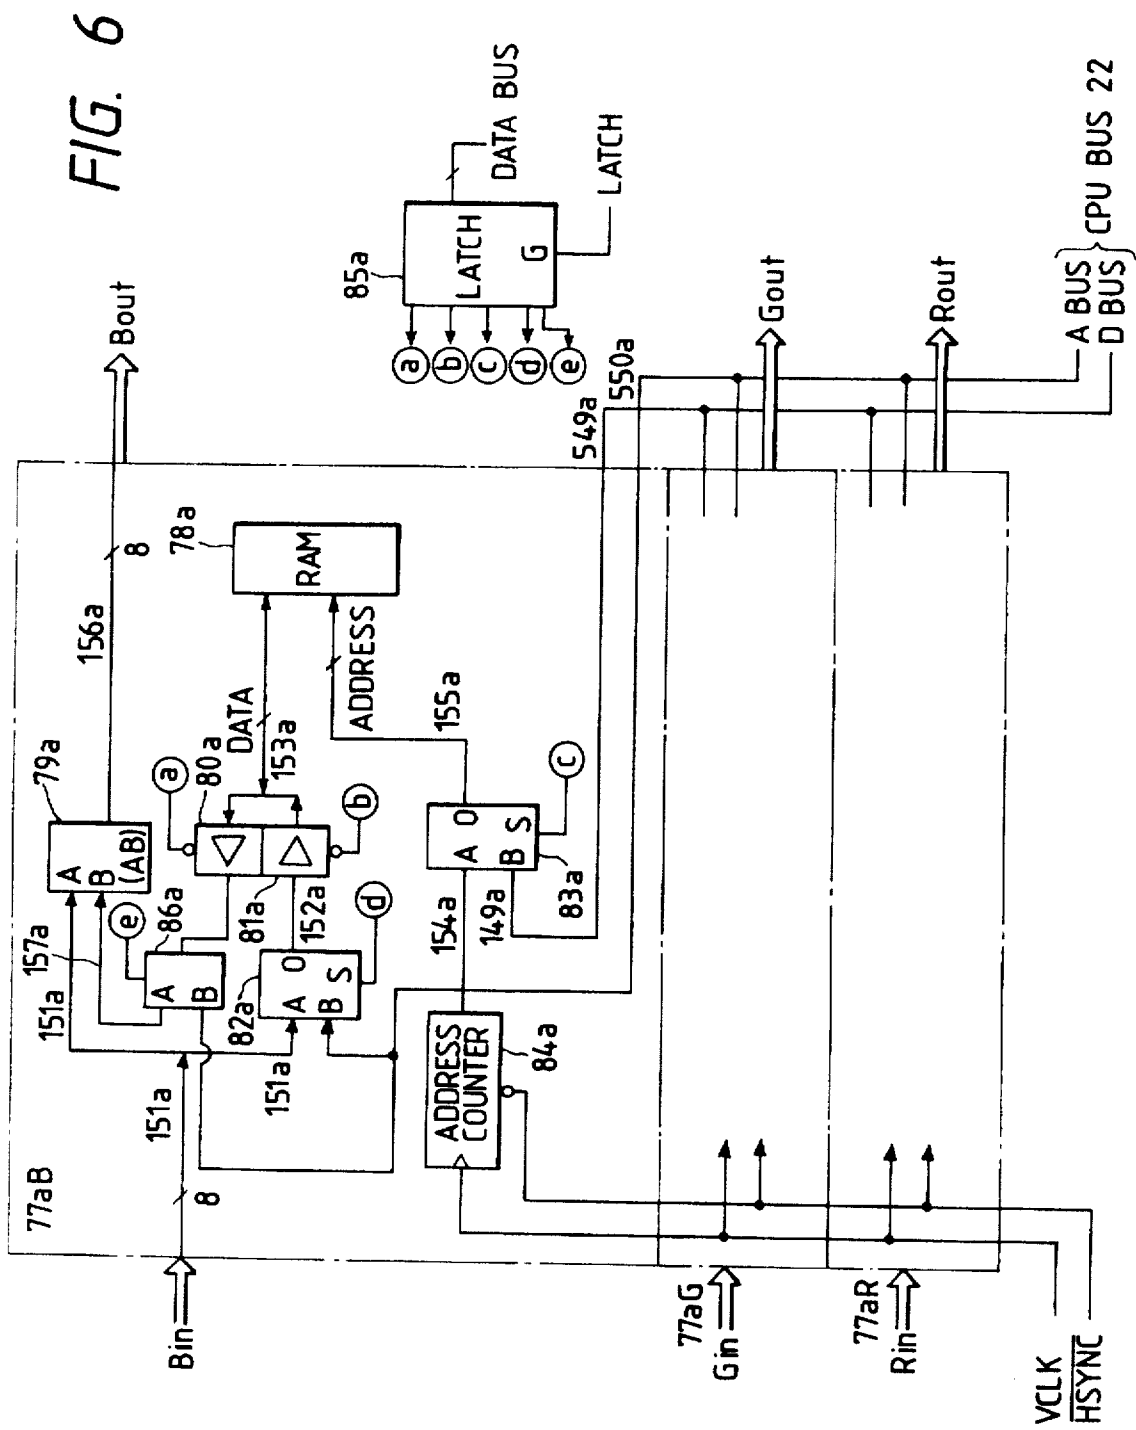 FIG. 6
77aB
Bin
8
151a
151a
157a
e
86a
A
B
79a
A
B
(AB)
156a
8
Bout
a
80a
DATA
153a
81a
152a
b
82a
A
B
O
S
d
151a
78a
RAM
ADDRESS
155a
ADDRESS
COUNTER
84a
154a
149a
A
B
O
S
83a
c
85a
LATCH
G
DATA BUS
LATCH
a
b
c
d
e
549a
550a
77aG
Gin
Gout
77aR
Rin
Rout
VCLK
HSYNC
A BUS
D BUS
CPU BUS 22